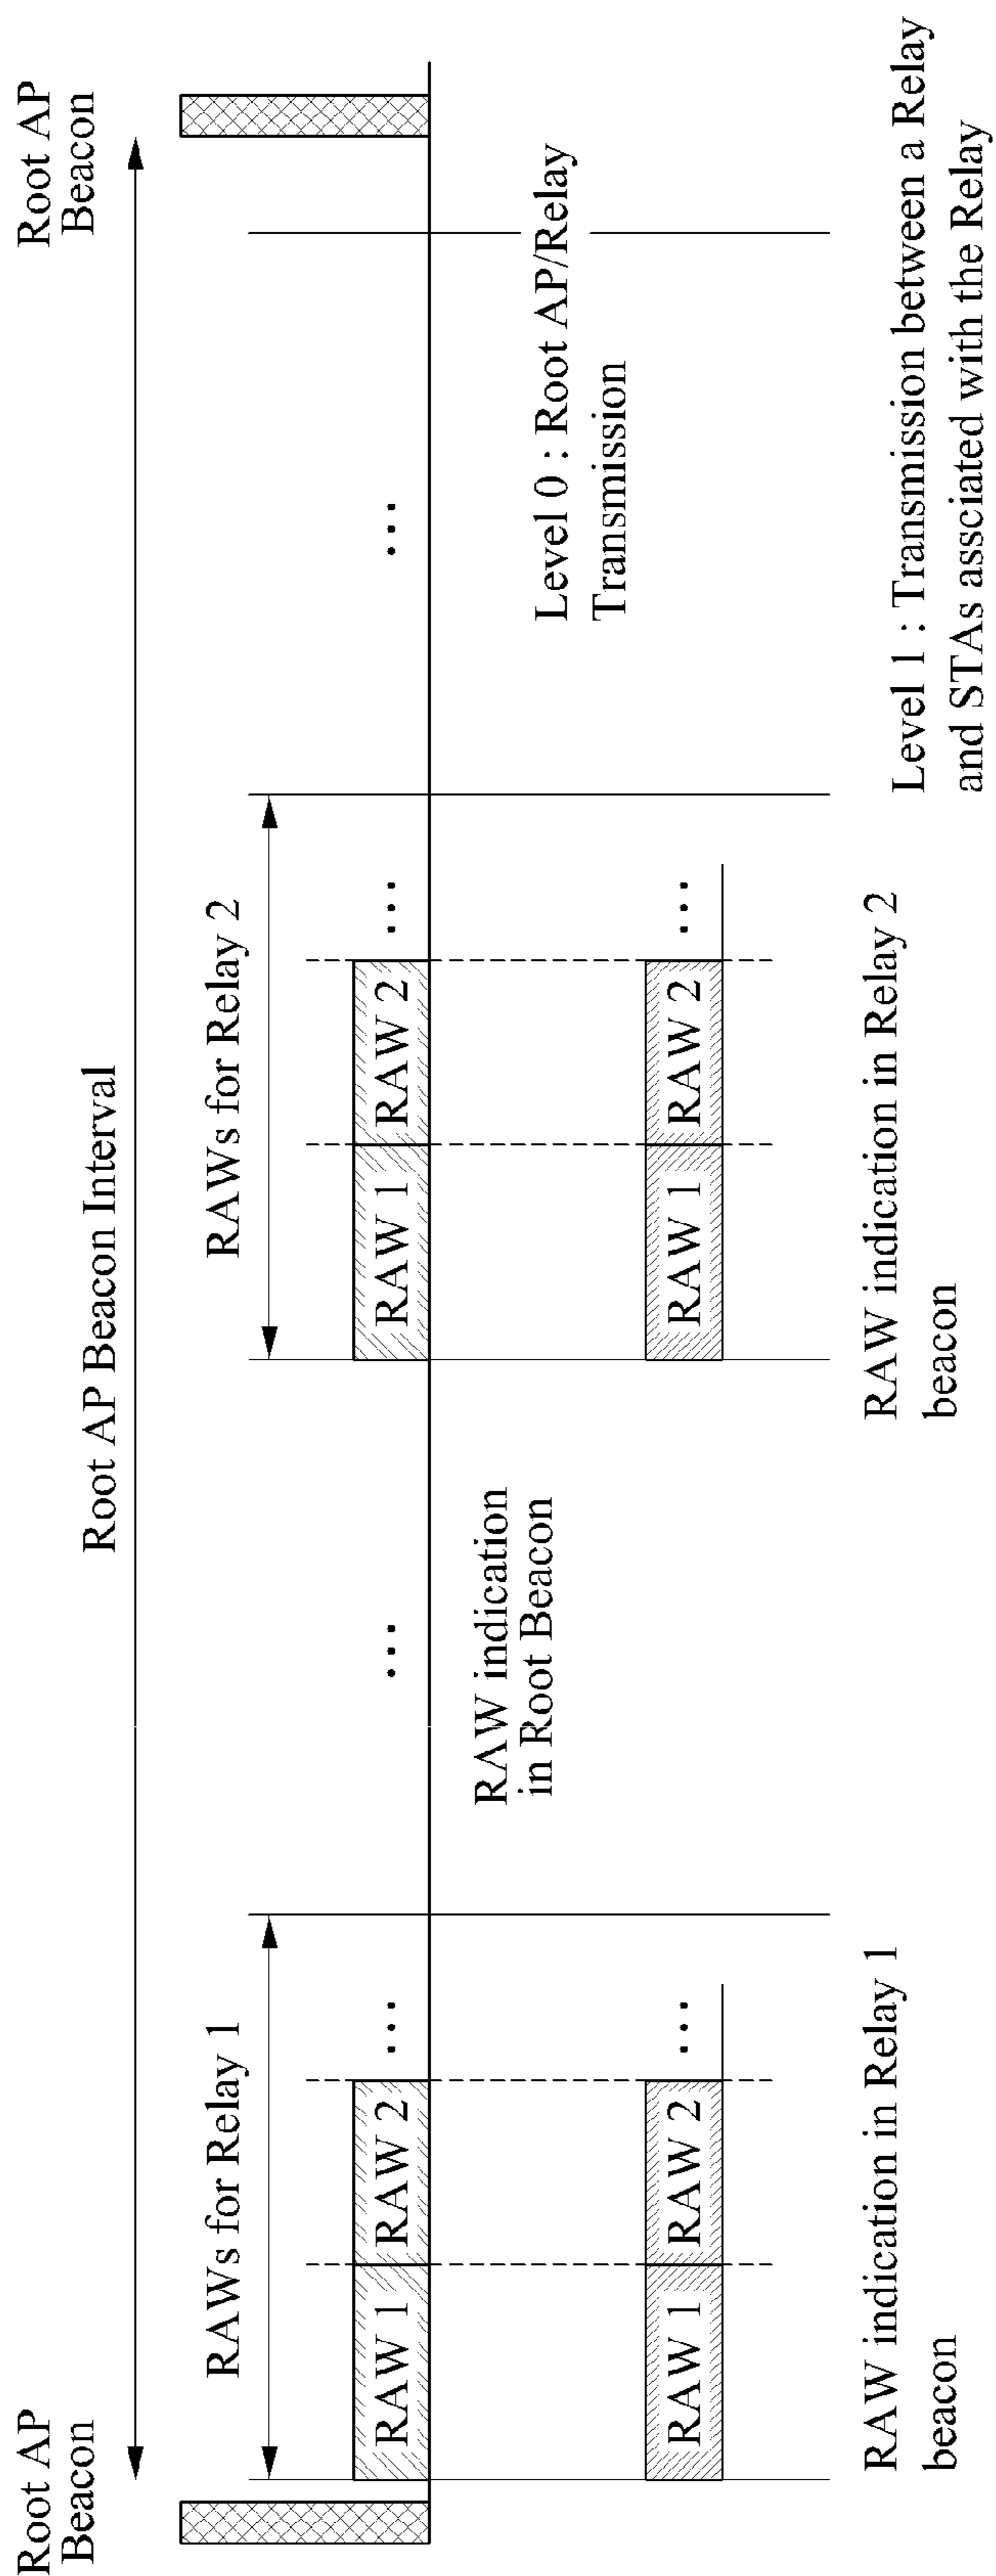 Root AP
Beacon
Root AP
Beacon
Root AP Beacon Interval
RAWs for Relay 1
RAWs for Relay 2
RAW 1
RAW 2
...
...
RAW 1
RAW 2
...
...
RAW indication
in Root Beacon
Level 0 : Root AP/Relay
Transmission
RAW 1
RAW 2
...
RAW 1
RAW 2
...
RAW indication in Relay 1
beacon
RAW indication in Relay 2
beacon
Level 1 : Transmission between a Relay
and STAs assciated with the Relay